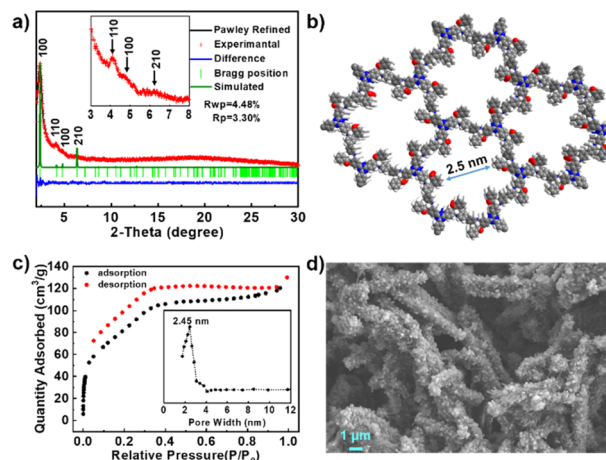 a)
110
100
210
3 4 5 6 7 8
Pawley Refined
Experimantal
Difference
Bragg position
Simulated
Rwp=4.48%
Rp=3.30%
100
110
100
210
5 10 15 20 25 30
2-Theta (degree)
b)
2.5 nm
c)
adsorption
desorption
Quantity Adsorbed (cm³/g)
140
120
100
80
60
40
20
0
2.45 nm
0 2 4 6 8 10 12
Pore Width (nm)
0.0 0.2 0.4 0.6 0.8 1.0
Relative Pressure(P/P₀)
d)
1 μm